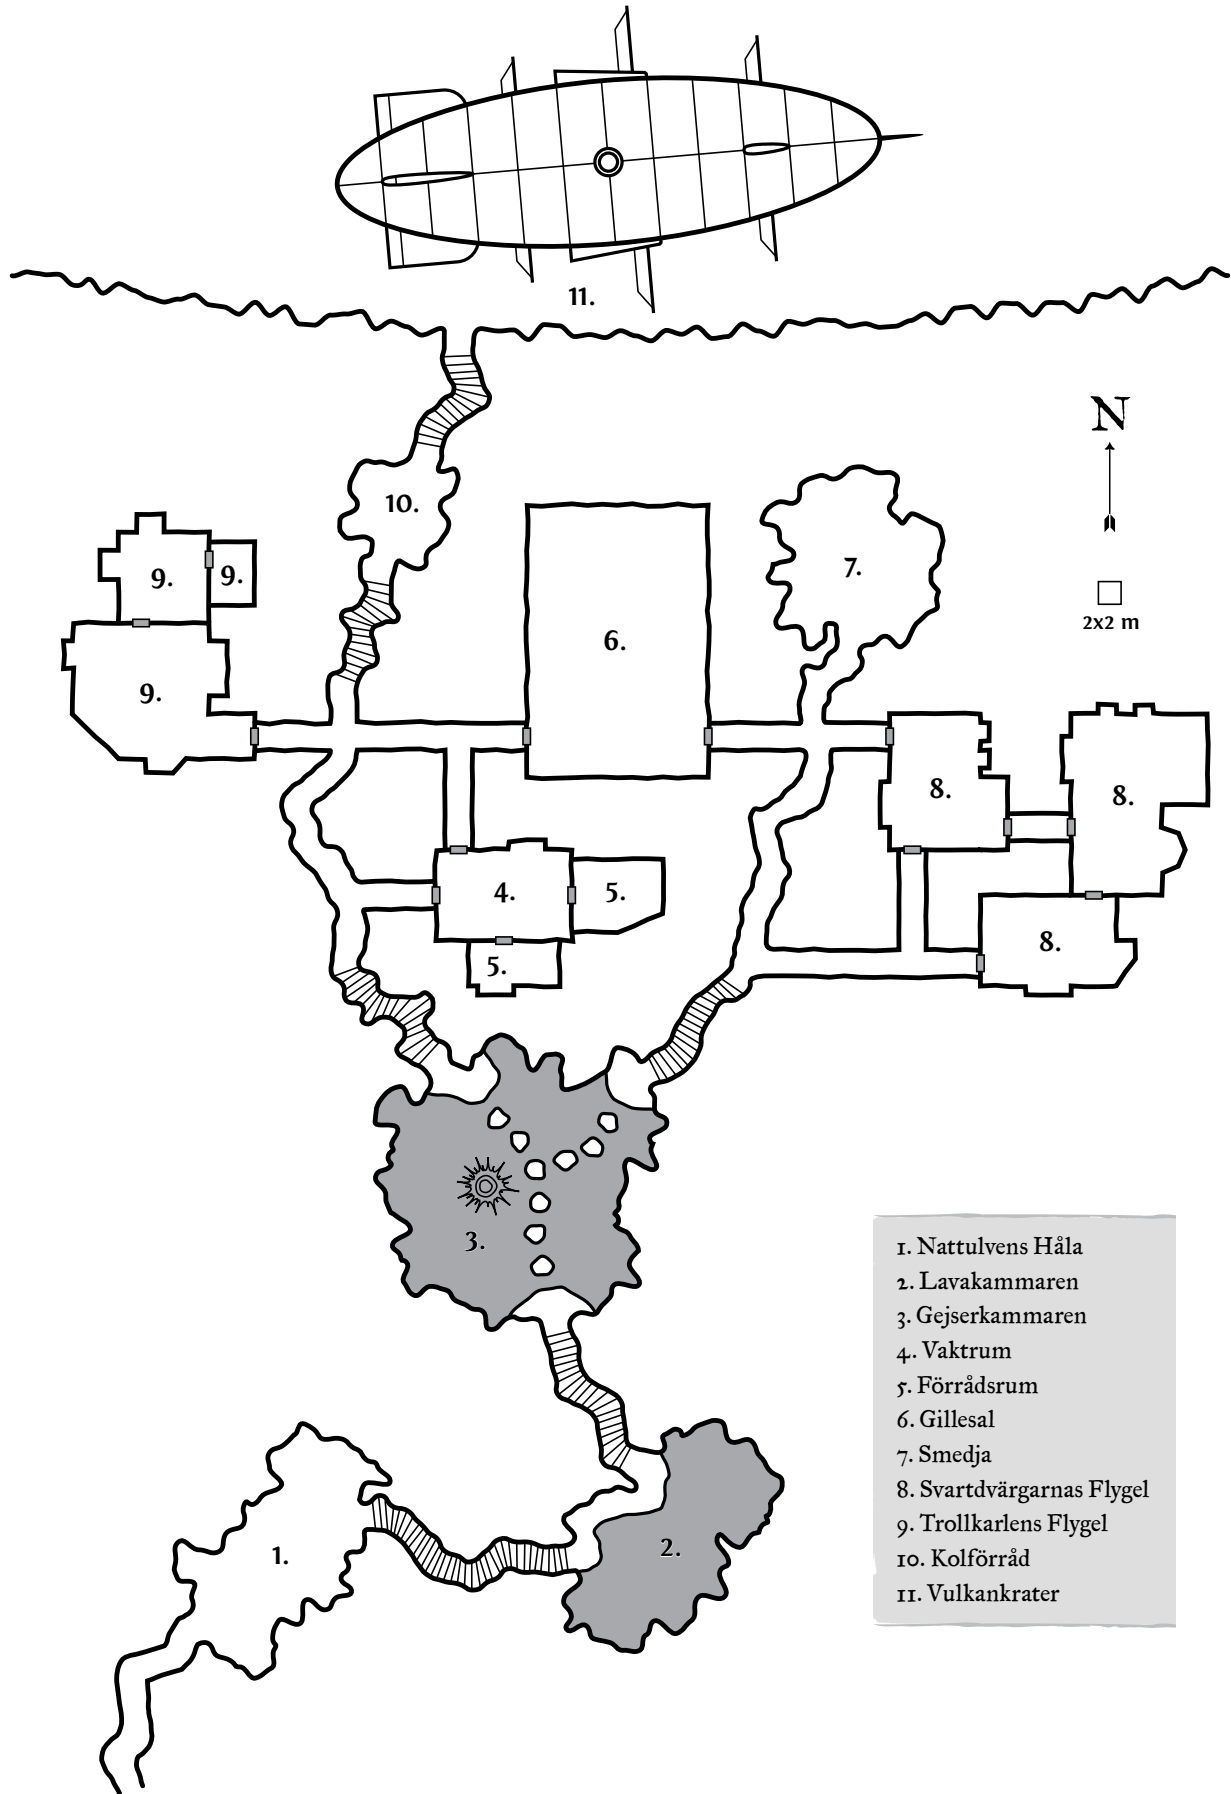 11.
N
10.
9.
9.
7.
2x2 m
6.
9.
8.
8.
4.
5.
8.
5.
3.
1. Nattulvens Håla
2. Lavakammaren
3. Gejserkammaren
4. Vaktrum
5. Förrådsrum
6. Gillesal
7. Smedja
8. Svartdvärgarnas Flygel
9. Trollkarlens Flygel
10. Kolförråd
11. Vulkankrater
2.
1.